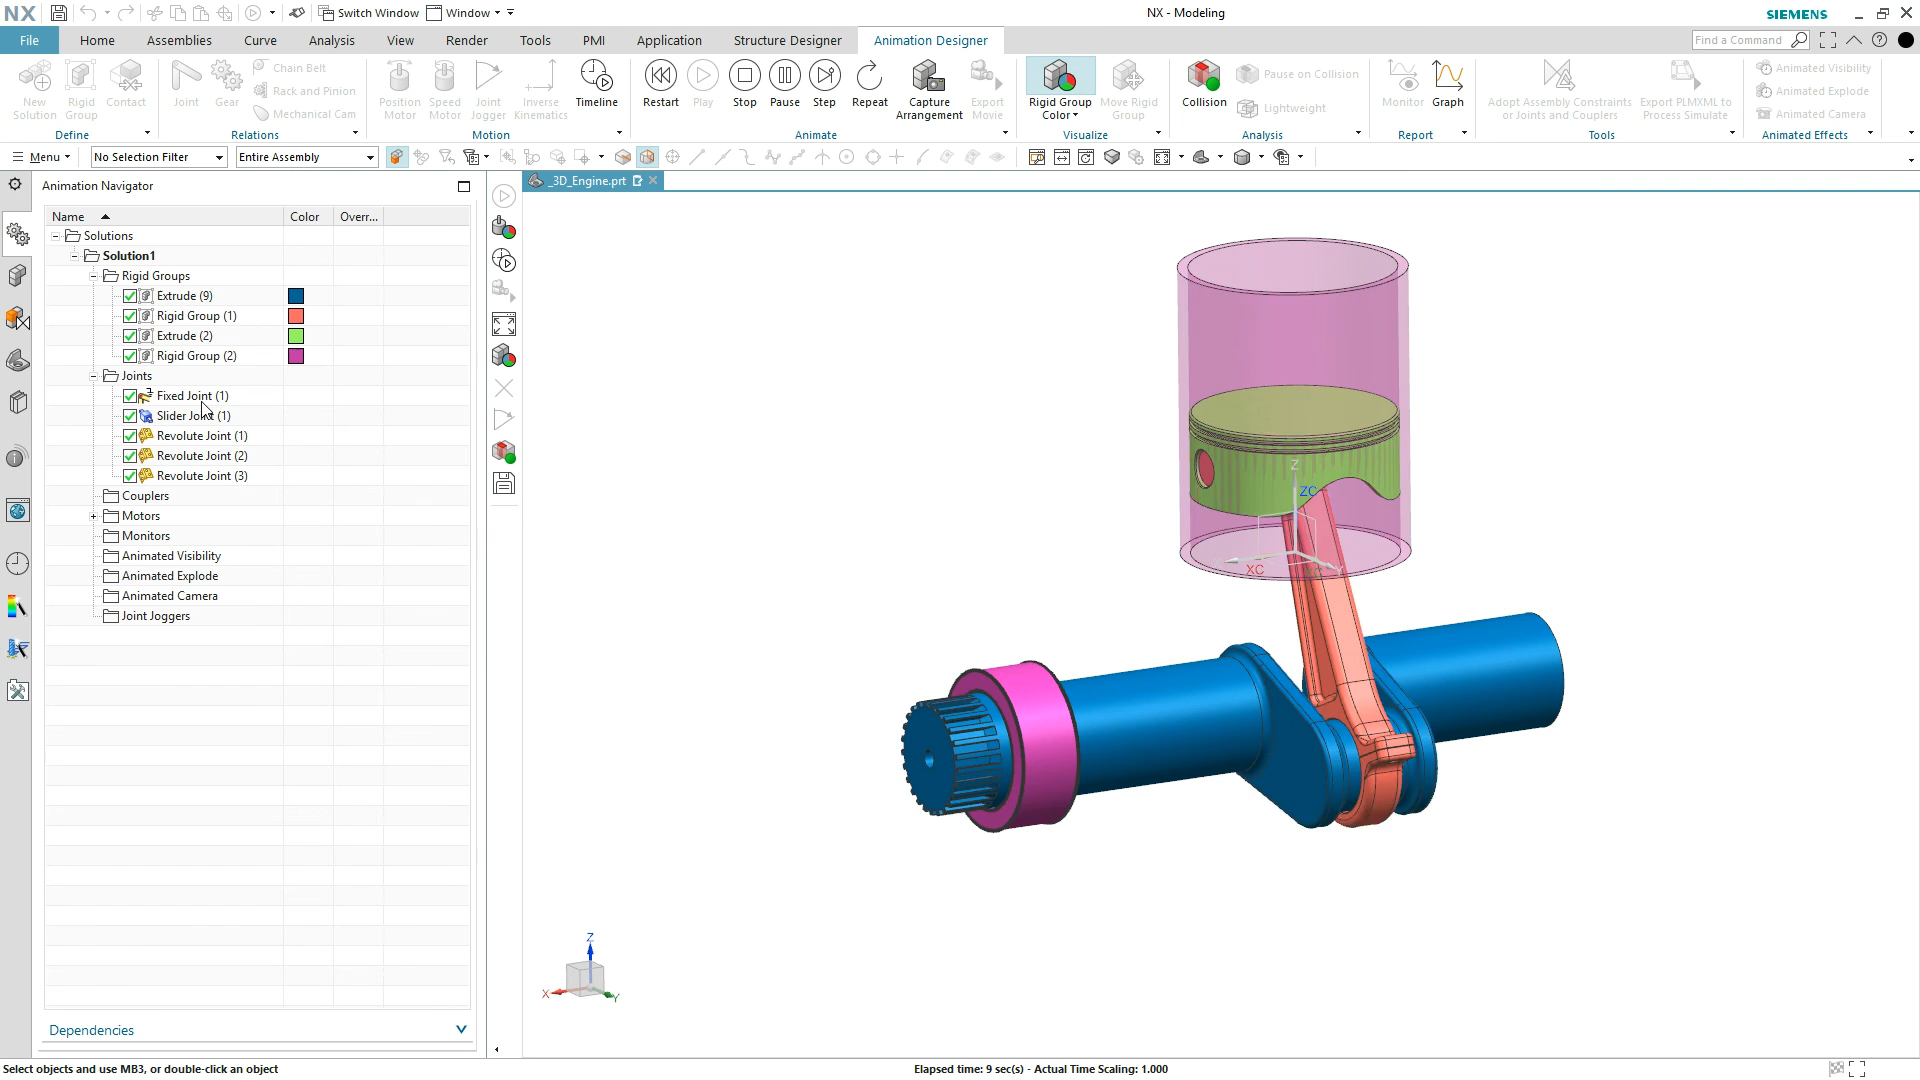 NX
Switch Window
Window
NX - Modeling
SIEMENS
File
Home
Assemblies
Curve
Analysis
View
Render
Tools
PMI
Application
Structure Designer
Animation Designer
Find a Command
New Solution
Rigid Group
Contact
Joint
Gear
Chain Belt
Rack and Pinion
Mechanical Cam
Position Motor
Speed Motor
Joint Jogger
Inverse Kinematics
Timeline
Restart
Play
Stop
Pause
Step
Repeat
Capture Arrangement
Export Movie
Rigid Group Color
Move Rigid Group
Collision
Pause on Collision
Lightweight
Monitor
Graph
Adopt Assembly Constraints or Joints and Couplers
Export PLMXML to Process Simulate
Animated Visibility
Animated Explode
Animated Camera
Define
Relations
Motion
Animate
Visualize
Analysis
Report
Tools
Animated Effects
Menu
No Selection Filter
Entire Assembly
Animation Navigator
_3D_Engine.prt
Name
Color
Overr...
Solutions
Solution1
Rigid Groups
Extrude (9)
Rigid Group (1)
Extrude (2)
Rigid Group (2)
Joints
Fixed Joint (1)
Slider Joint (1)
Revolute Joint (1)
Revolute Joint (2)
Revolute Joint (3)
Couplers
Motors
Monitors
Animated Visibility
Animated Explode
Animated Camera
Joint Joggers
Z
ZC
XC
Z
X
Y
Dependencies
Select objects and use MB3, or double-click an object
Elapsed time: 9 sec(s) - Actual Time Scaling: 1.000